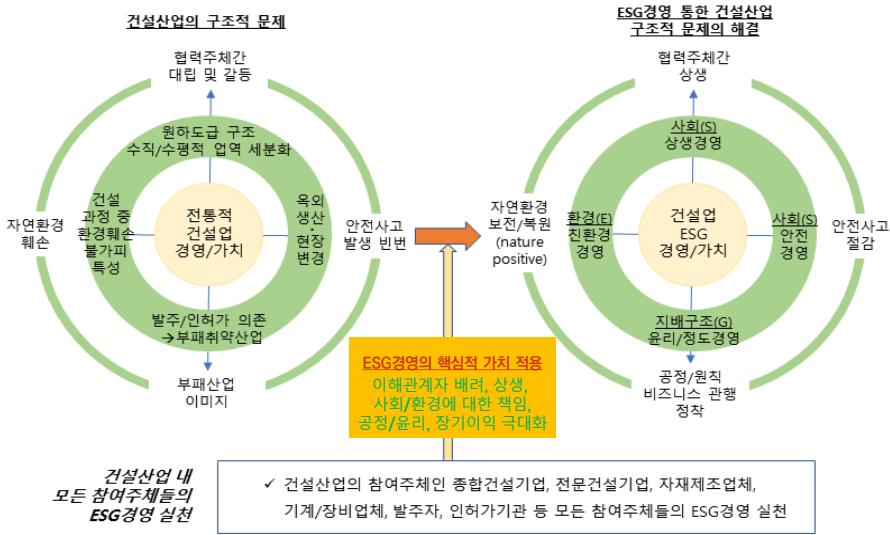 건설산업의 구조적 문제
협력주체간
대립 및 갈등
원하도급 구조
수직/수평적 업역 세분화
자연환경
훼손
건설
과정 중
환경훼손
불가피
특성
전통적
건설업
경영/가치
옥외
생산
·
현장
변경
안전사고
발생 빈번
발주/인허가 의존
→부패취약산업
부패산업
이미지
ESG경영 통한 건설산업
구조적 문제의 해결
협력주체간
상생
사회(S)
상생경영
자연환경
보전/복원
(nature
positive)
환경(E)
친환경
경영
건설업
ESG
경영/가치
사회(S)
안전
경영
안전사고
절감
지배구조(G)
윤리/정도경영
공정/원칙
비즈니스 관행
정착
ESG경영의 핵심적 가치 적용
이해관계자 배려, 상생,
사회/환경에 대한 책임,
공정/윤리, 장기이익 극대화
건설산업 내
모든 참여주체들의
ESG경영 실천
✓ 건설산업의 참여주체인 종합건설기업, 전문건설기업, 자재제조업체,
기계/장비업체, 발주자, 인허가기관 등 모든 참여주체들의 ESG경영 실천